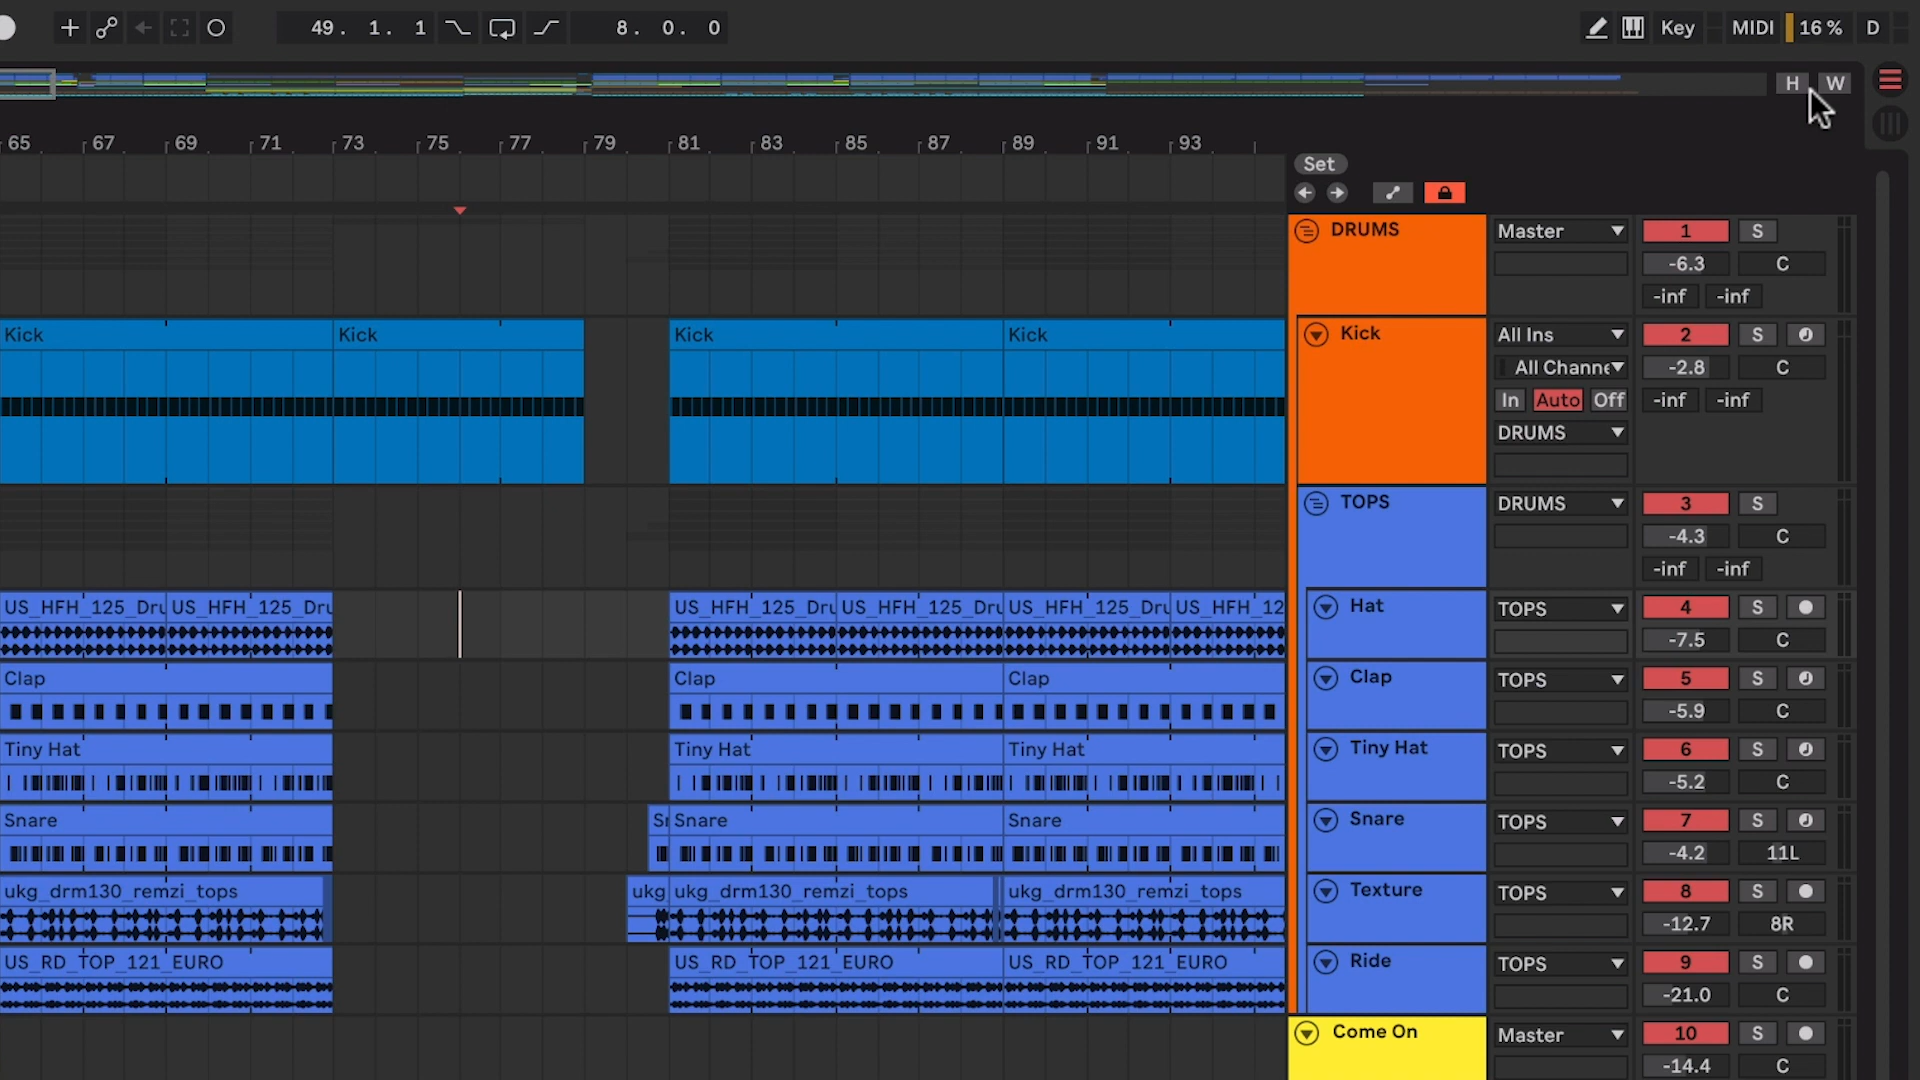 49. 1. 1 8. 0. 0 Key MIDI 16 % D
H W
65 67 69 71 73 75 77 79 81 83 85 87 89 91 93
Set
DRUMS Master 1 S
-6.3 C
-inf -inf
Kick Kick Kick Kick Kick All Ins 2 S
All Channe -2.8 C
In Auto Off -inf -inf
DRUMS
TOPS DRUMS 3 S
-4.3 C
-inf -inf
US_HFH_125_Dru US_HFH_125_Dru US_HFH_125_Dru US_HFH_125_Dru US_HFH_125_Dru US_HFH_12 Hat TOPS 4 S
-7.5 C
Clap Clap Clap Clap TOPS 5 S
-5.9 C
Tiny Hat Tiny Hat Tiny Hat Tiny Hat TOPS 6 S
-5.2 C
Snare Sr Snare Snare Snare TOPS 7 S
-4.2 11L
ukg_drm130_remzi_tops ukg ukg_drm130_remzi_tops ukg_drm130_remzi_tops Texture TOPS 8 S
-12.7 8R
US_RD_TOP_121_EURO US_RD_TOP_121_EURO US_RD_TOP_121_EURO Ride TOPS 9 S
-21.0 C
Come On Master 10 S
-14.4 C